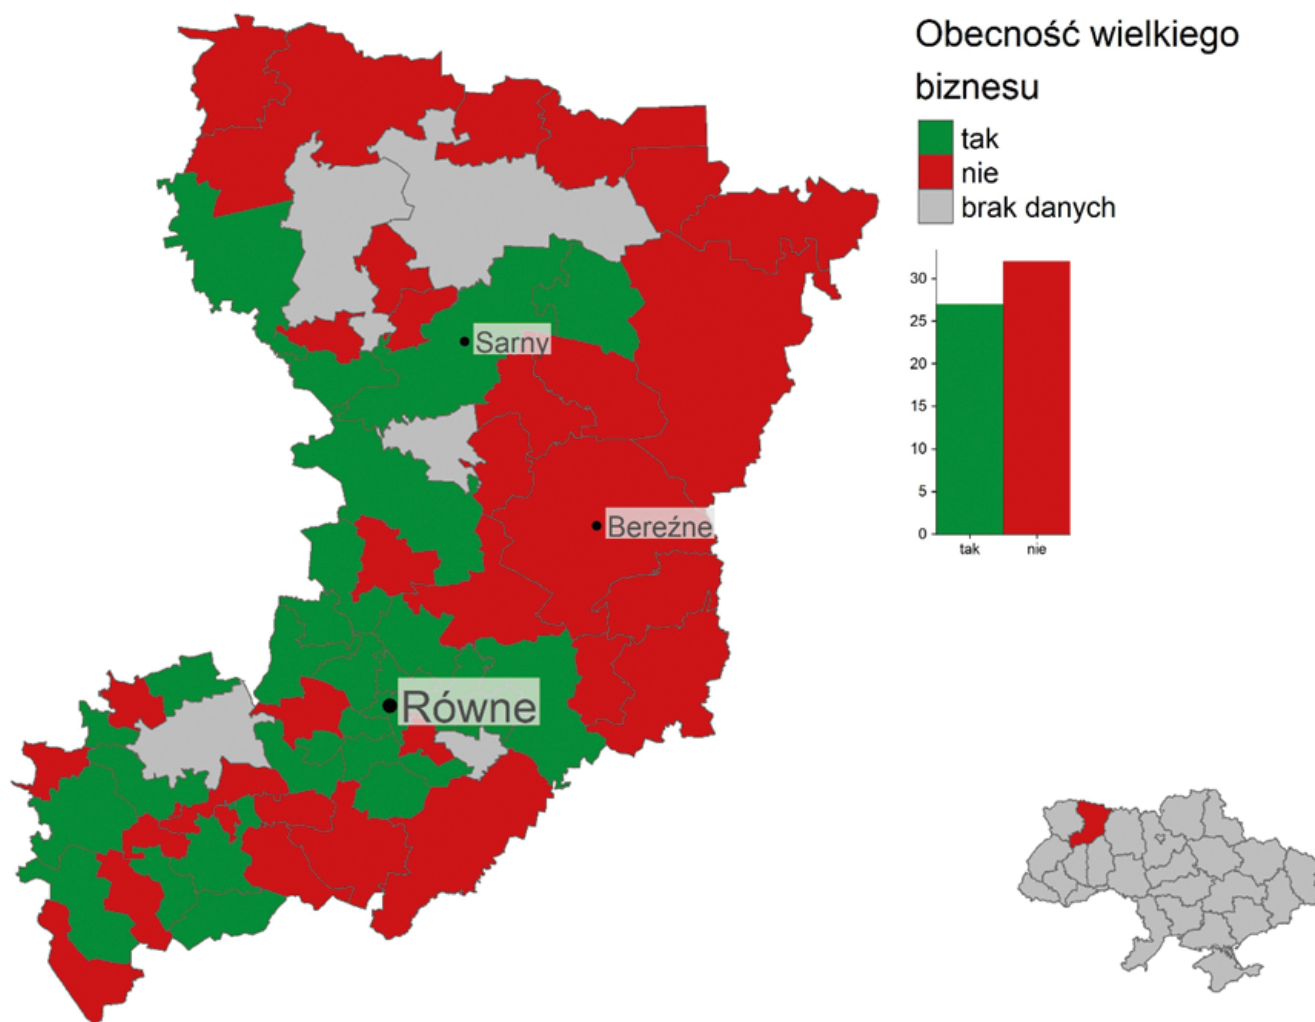 Obecność wielkiego
biznesu
tak
nie
brak danych
30
25
20
15
10
5
0
tak
nie
Sarny
Bereźne
Równe